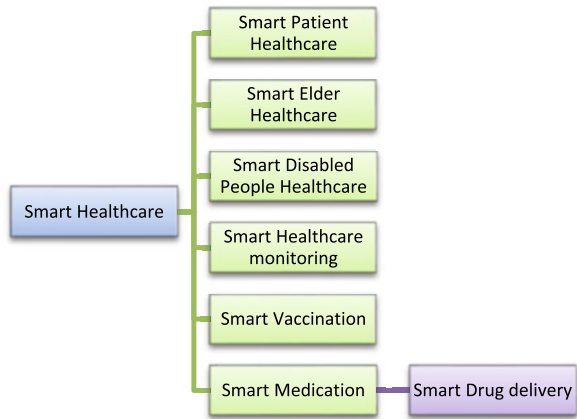 Smart Patient
Healthcare
Smart Elder
Healthcare
Smart Disabled
People Healthcare
Smart Healthcare
Smart Healthcare
monitoring
Smart Vaccination
Smart Medication
Smart Drug delivery